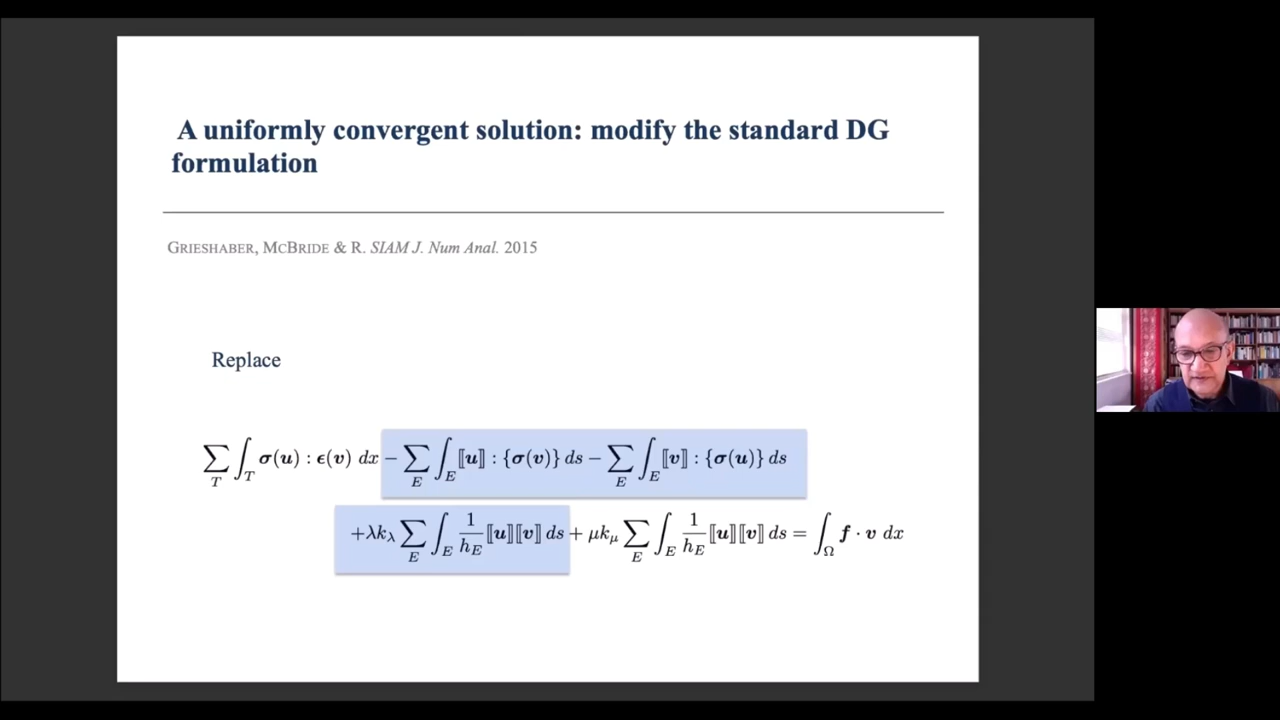 A uniformly convergent solution: modify the standard DG
formulation
GRIESHABER, MCBRIDE & R. SIAM J. Num Anal. 2015
Replace
∑_T ∫_T σ(u) : ϵ(v) dx − ∑_E ∫_E ⟦u⟧ : {σ(v)} ds − ∑_E ∫_E ⟦v⟧ : {σ(u)} ds
+λk_λ ∑_E ∫_E 1/h_E ⟦u⟧⟦v⟧ ds + μk_μ ∑_E ∫_E 1/h_E ⟦u⟧⟦v⟧ ds = ∫_Ω f · v dx